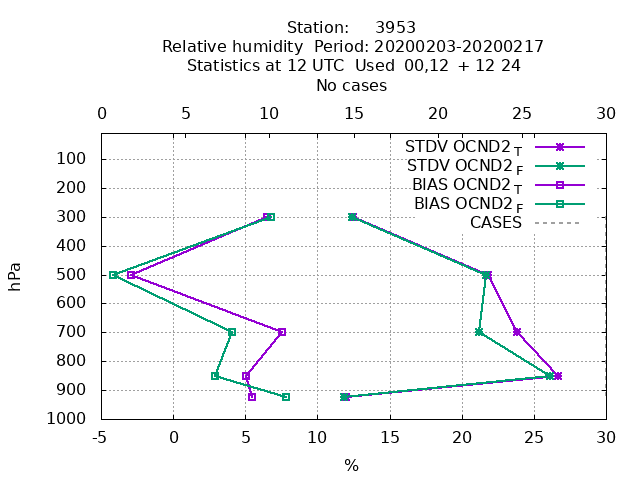 Station: 3953
Relative humidity Period: 20200203-20200217
Statistics at 12 UTC Used 00,12 + 12 24
No cases
0 5 10 15 20 25 30
STDV OCND2 T
STDV OCND2 F
BIAS OCND2 T
BIAS OCND2 F
CASES
100
200
300
400
500
600
700
800
900
1000
hPa
-5 0 5 10 15 20 25 30
%